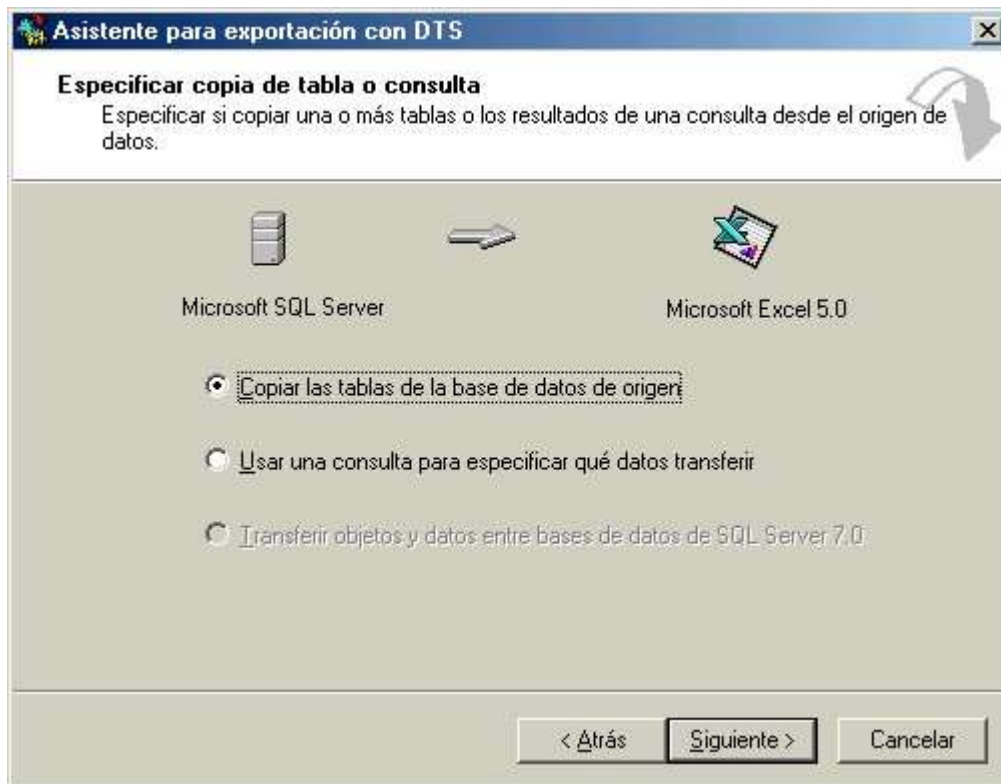 Asistente para exportación con DTS
Especificar copia de tabla o consulta
Especificar si copiar una o más tablas o los resultados de una consulta desde el origen de
datos.
Microsoft SQL Server
Microsoft Excel 5.0
Copiar las tablas de la base de datos de origen
Usar una consulta para especificar qué datos transferir
Transferir objetos y datos entre bases de datos de SQL Server 7.0
< Atrás
Siguiente >
Cancelar